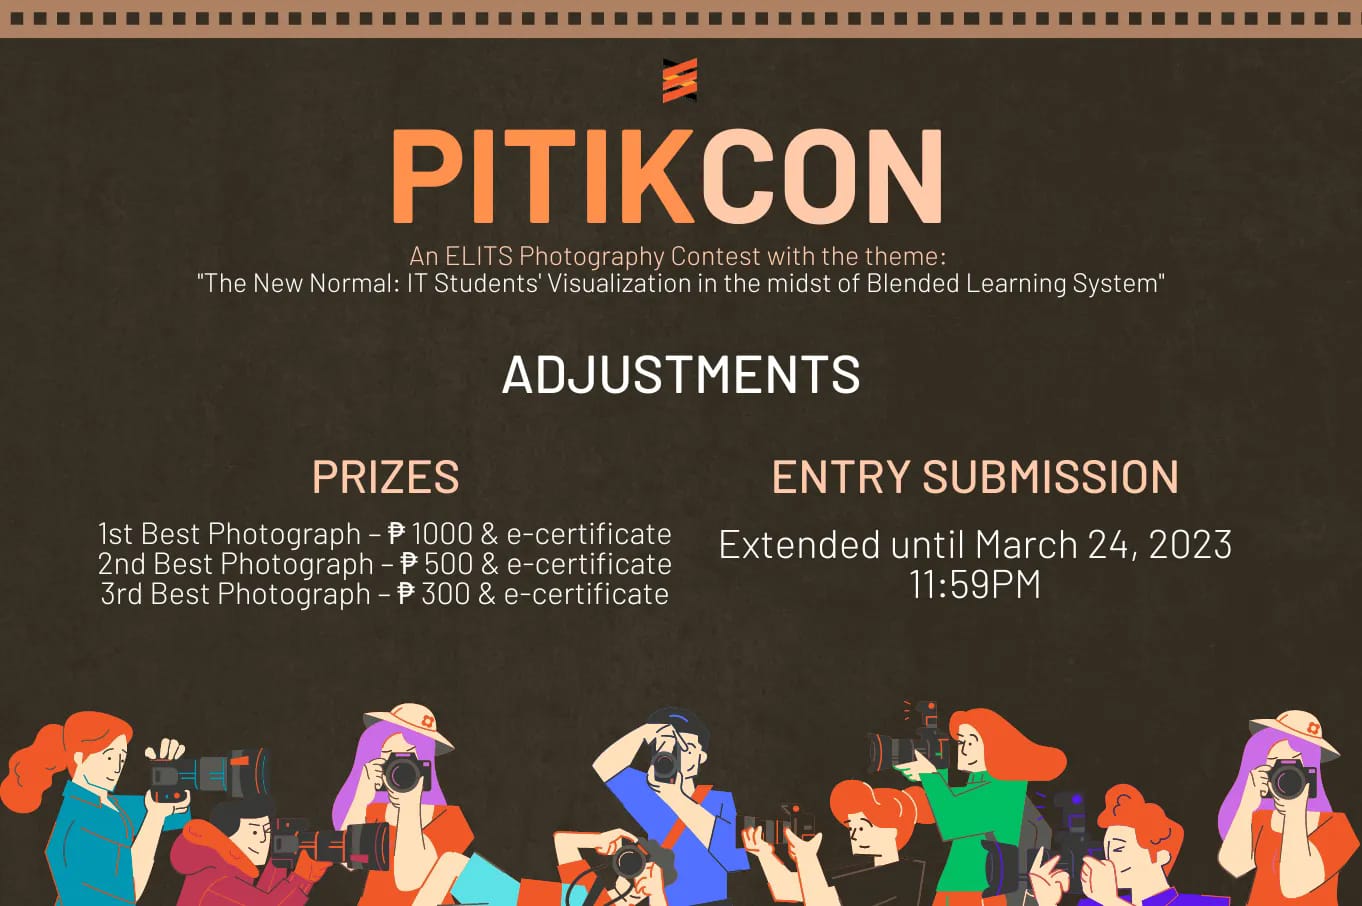 PITIKCON
An ELITS Photography Contest with the theme:
"The New Normal: IT Students' Visualization in the midst of Blended Learning System"
ADJUSTMENTS
PRIZES
1st Best Photograph – ₱ 1000 & e-certificate
2nd Best Photograph – ₱ 500 & e-certificate
3rd Best Photograph – ₱ 300 & e-certificate
ENTRY SUBMISSION
Extended until March 24, 2023
11:59PM